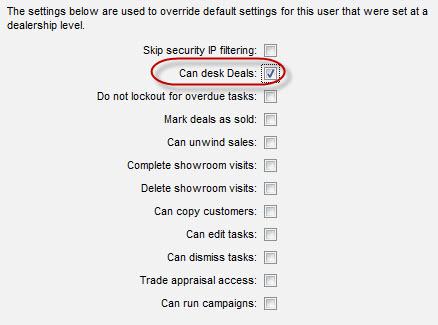 The settings below are used to override default settings for this user that were set at a
dealership level.
Skip security IP filtering:
Can desk Deals:
Do not lockout for overdue tasks:
Mark deals as sold:
Can unwind sales:
Complete showroom visits:
Delete showroom visits:
Can copy customers:
Can edit tasks:
Can dismiss tasks:
Trade appraisal access:
Can run campaigns: